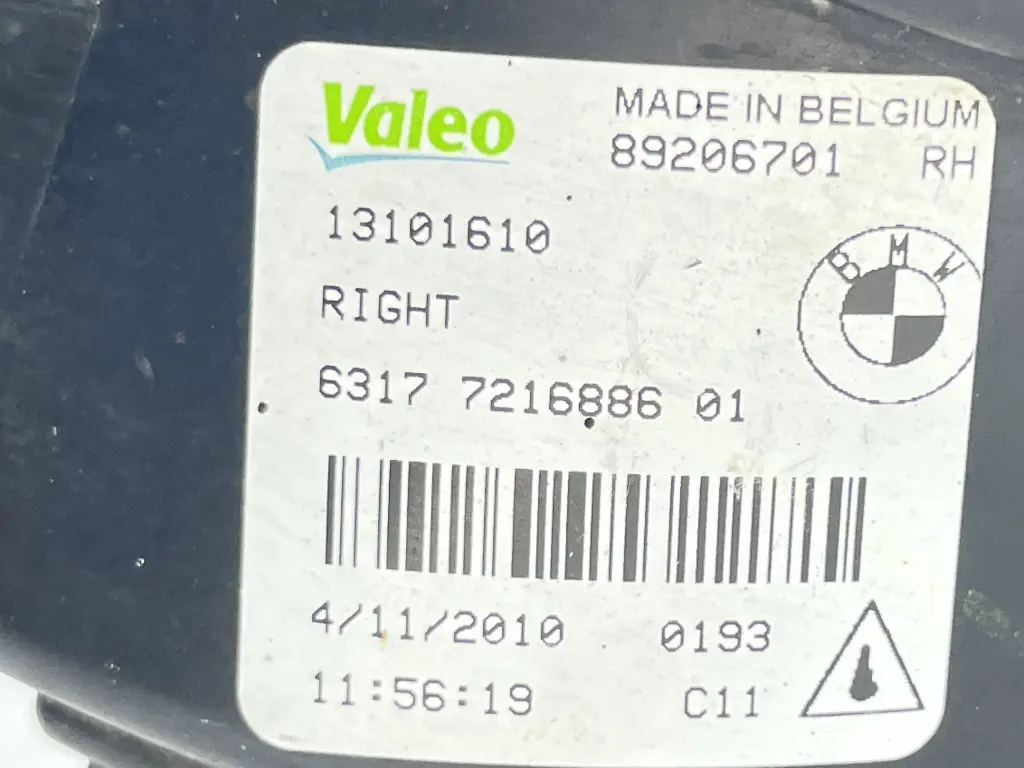 Valeo
MADE IN BELGIUM
89206701 RH
13101610
RIGHT
BMW
6317 7216886 01
4/11/2010 0193
11:56:19 C11